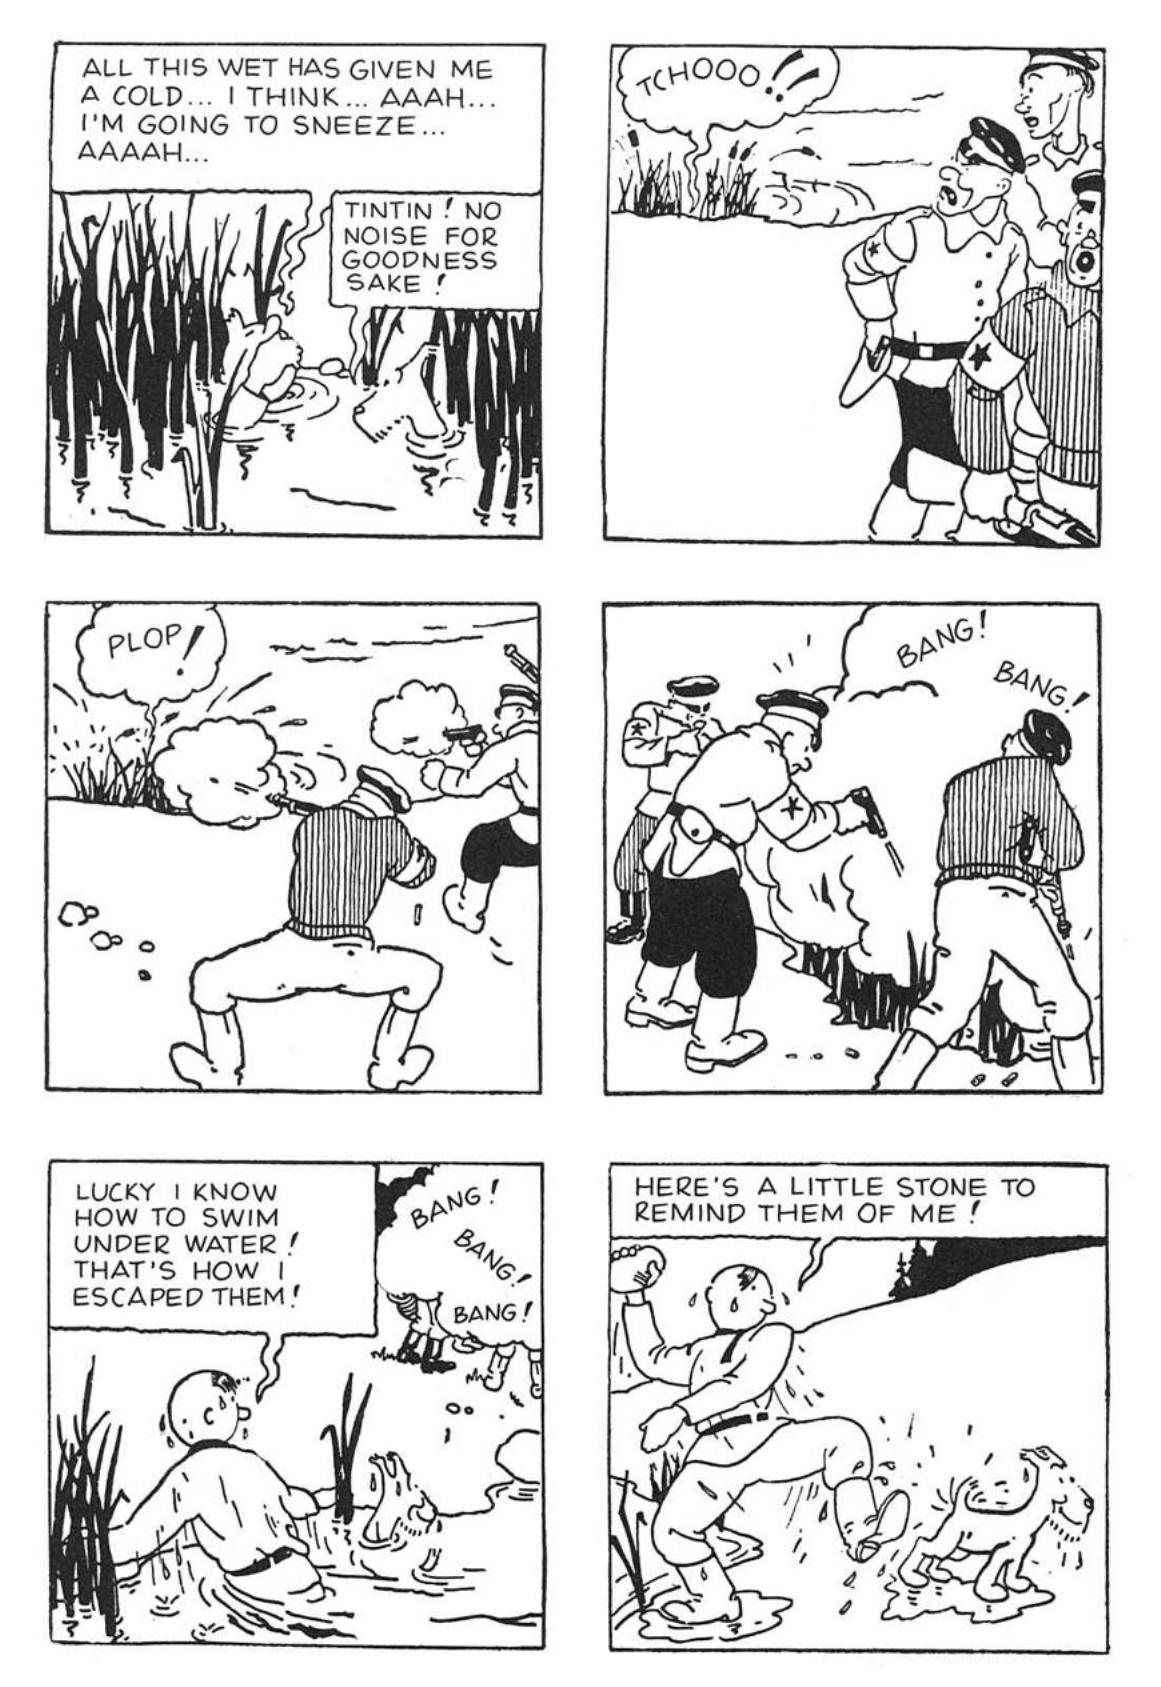 ALL THIS WET HAS GIVEN ME
A COLD... I THINK... AAAH...
I'M GOING TO SNEEZE...
AAAAH...
TINTIN! NO
NOISE FOR
GOODNESS
SAKE!
TCHOOO!!
PLOP!
BANG!
BANG!
LUCKY I KNOW
HOW TO SWIM
UNDER WATER!
THAT'S HOW I
ESCAPED THEM!
BANG!
BANG!
BANG!
HERE'S A LITTLE STONE TO
REMIND THEM OF ME!